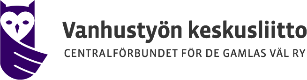 Vanhustyön keskusliitto
CENTRALFÖRBUNDET FÖR DE GAMLAS VÄL RY